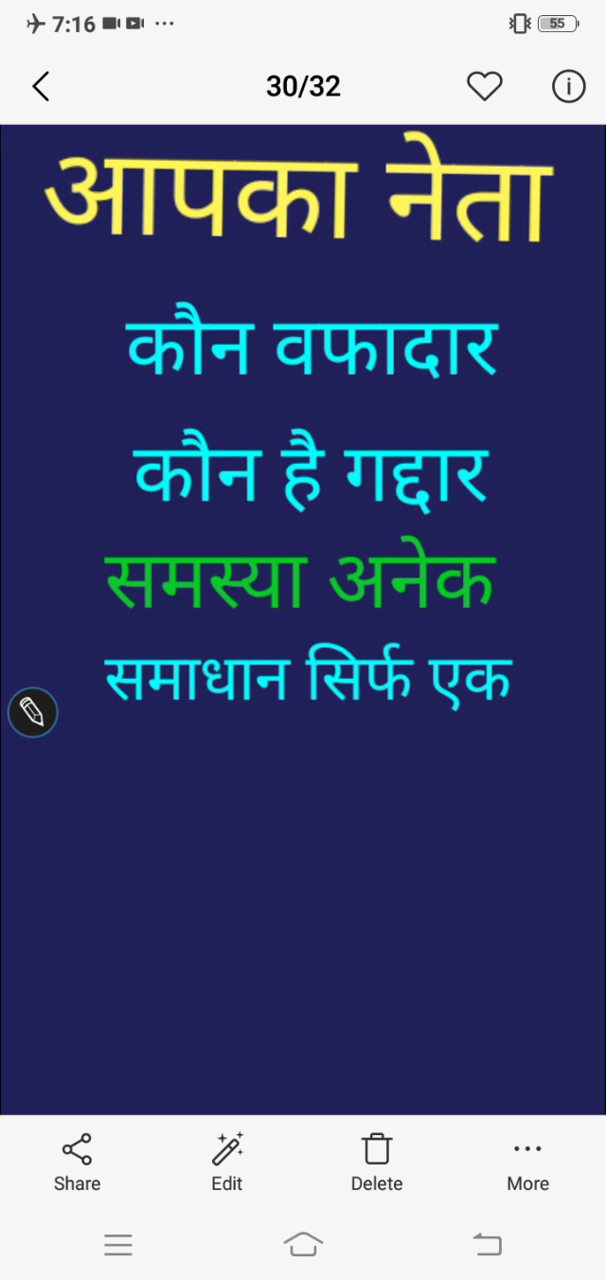 7:16 ...
55
30/32
आपका नेता
कौन वफादार
कौन है गद्दार
समस्या अनेक
समाधान सिर्फ एक
Share Edit Delete More